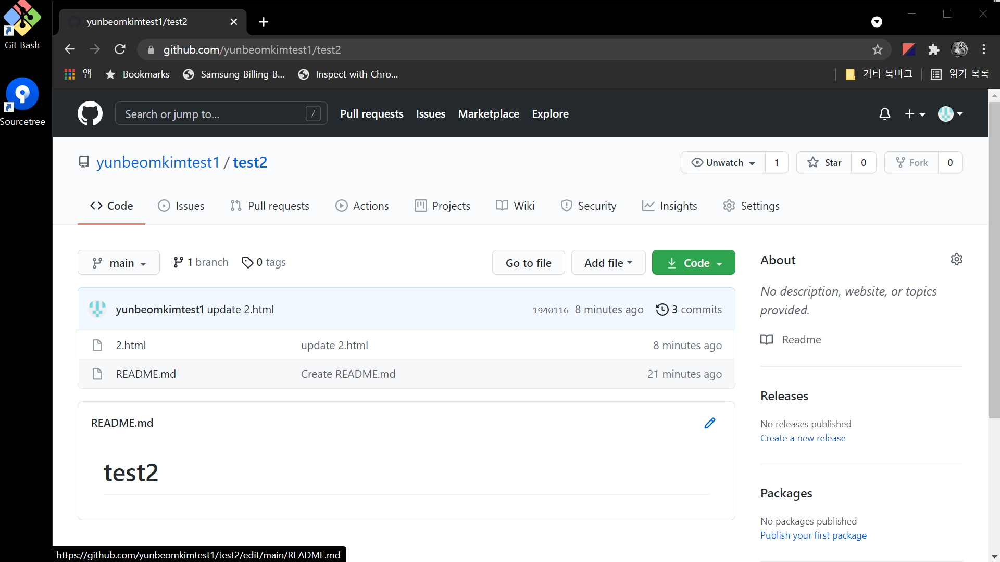 Git Bash
Sourcetree
yunbeomkimtest1/test2
github.com/yunbeomkimtest1/test2
앱 Bookmarks Samsung Billing B... Inspect with Chro... 기타 북마크 읽기 목록
Search or jump to... / Pull requests Issues Marketplace Explore
yunbeomkimtest1 / test2 Unwatch 1 Star 0 Fork 0
Code Issues Pull requests Actions Projects Wiki Security Insights Settings
main 1 branch 0 tags Go to file Add file Code
yunbeomkimtest1 update 2.html 1940116 8 minutes ago 3 commits
2.html update 2.html 8 minutes ago
README.md Create README.md 21 minutes ago
README.md
test2
About
No description, website, or topics
provided.
Readme
Releases
No releases published
Create a new release
Packages
No packages published
Publish your first package
https://github.com/yunbeomkimtest1/test2/edit/main/README.md